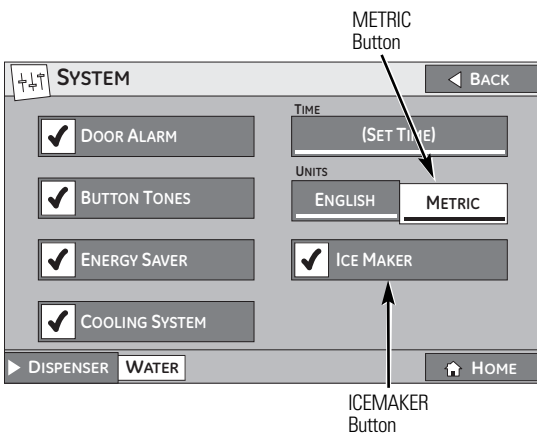 METRIC
Button
SYSTEM
BACK
DOOR ALARM
TIME
(SET TIME)
BUTTON TONES
UNITS
ENGLISH
METRIC
ENERGY SAVER
ICE MAKER
COOLING SYSTEM
DISPENSER WATER
HOME
ICEMAKER
Button